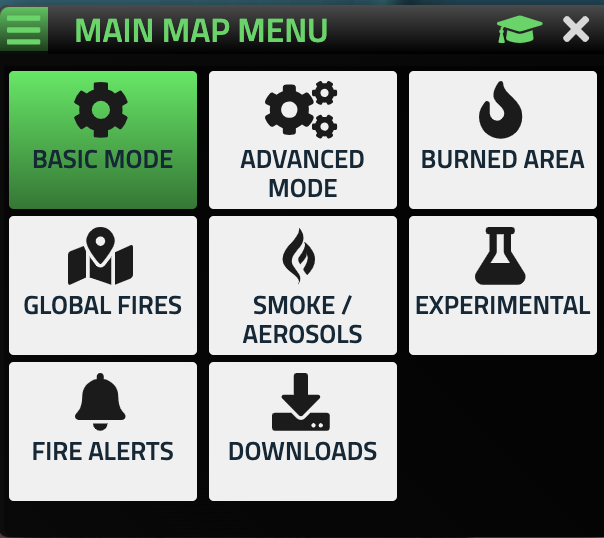 MAIN MAP MENU
BASIC MODE
ADVANCED
MODE
BURNED AREA
GLOBAL FIRES
SMOKE /
AEROSOLS
EXPERIMENTAL
FIRE ALERTS
DOWNLOADS